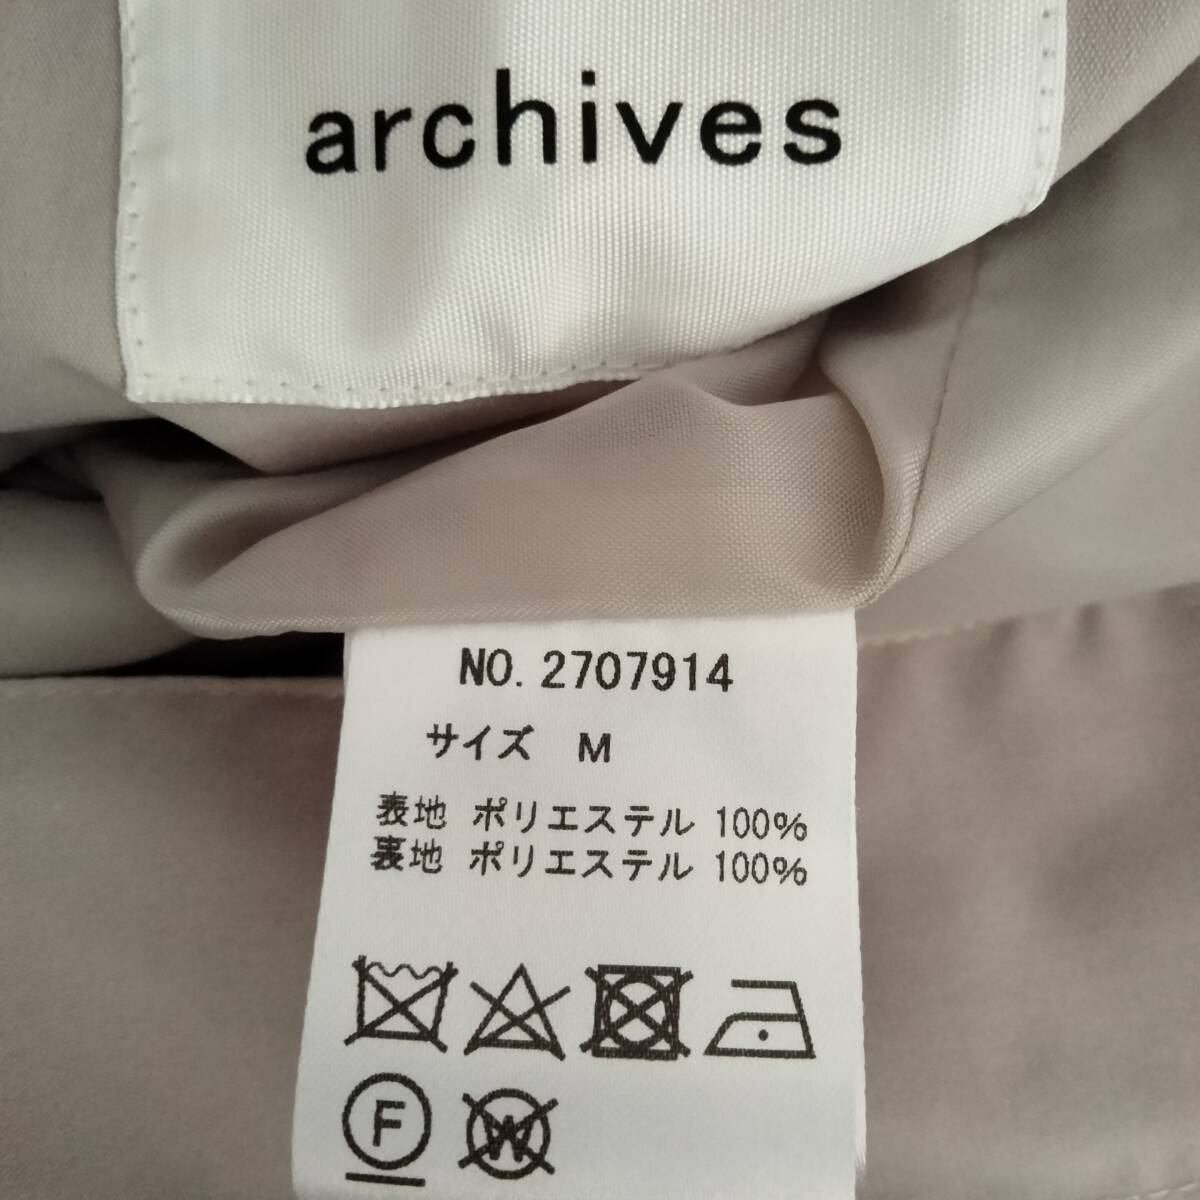 archives
NO. 2707914
サイズ M
表地 ポリエステル 100%
裏地 ポリエステル 100%
F
W